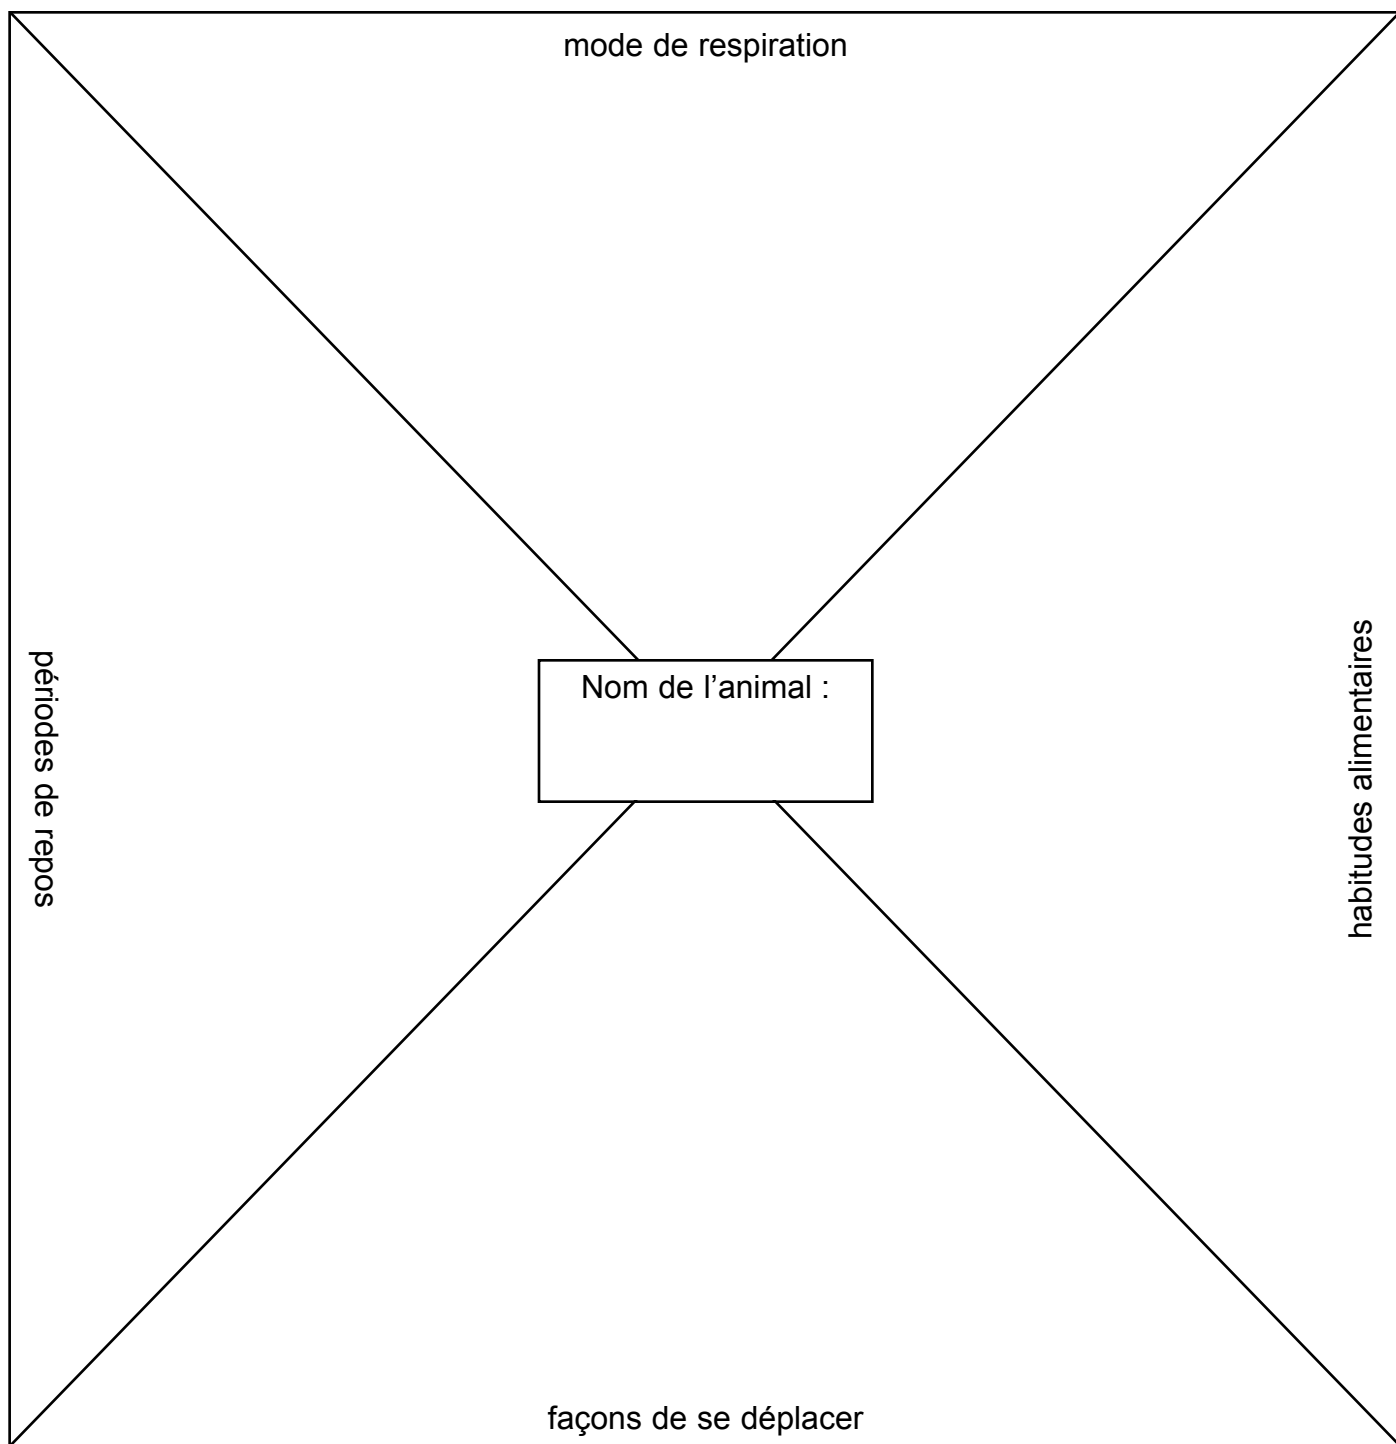 mode de respiration
périodes de repos
Nom de l’animal :
habitudes alimentaires
façons de se déplacer